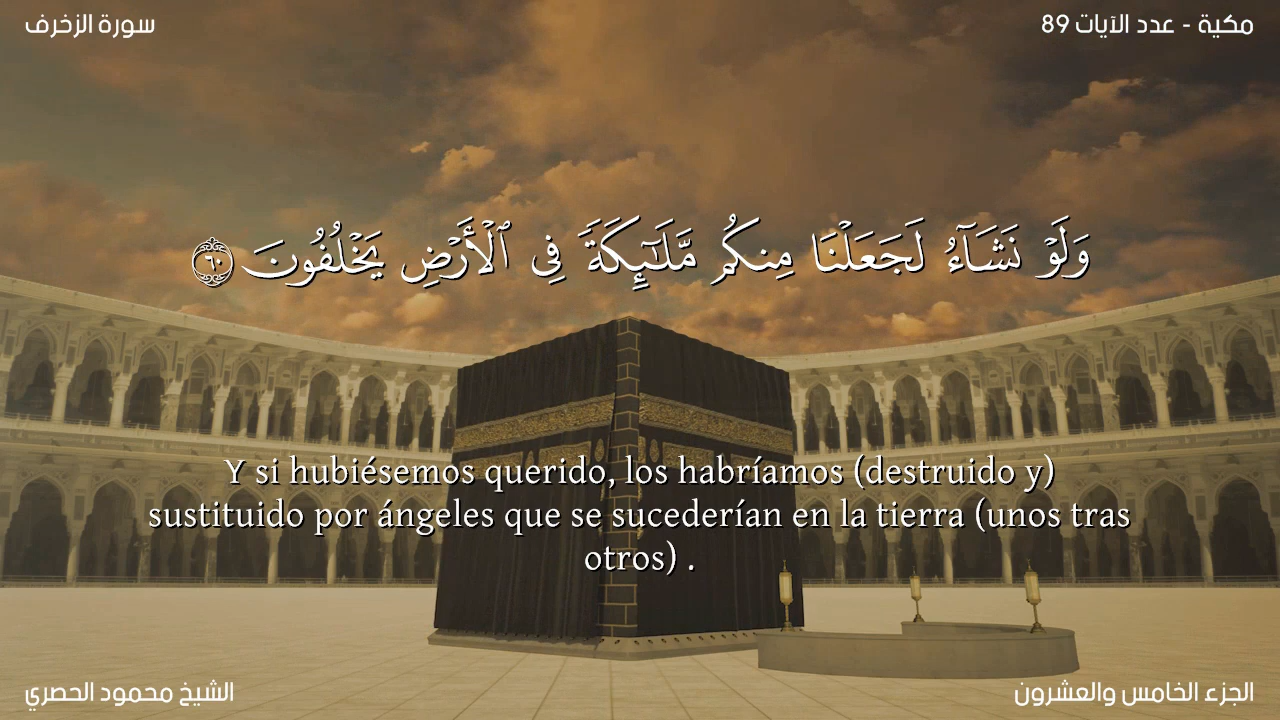 سورة الزخرف
مكية - عدد الآيات 89
وَلَوْ نَشَآءُ لَجَعَلْنَا مِنكُم مَّلَـٰٓئِكَةً فِى ٱلْأَرْضِ يَخْلُفُونَ ٦٠
Y si hubiésemos querido, los habríamos (destruido y)
sustituido por ángeles que se sucederían en la tierra (unos tras
otros) .
الشيخ محمود الحصري
الجزء الخامس والعشرون